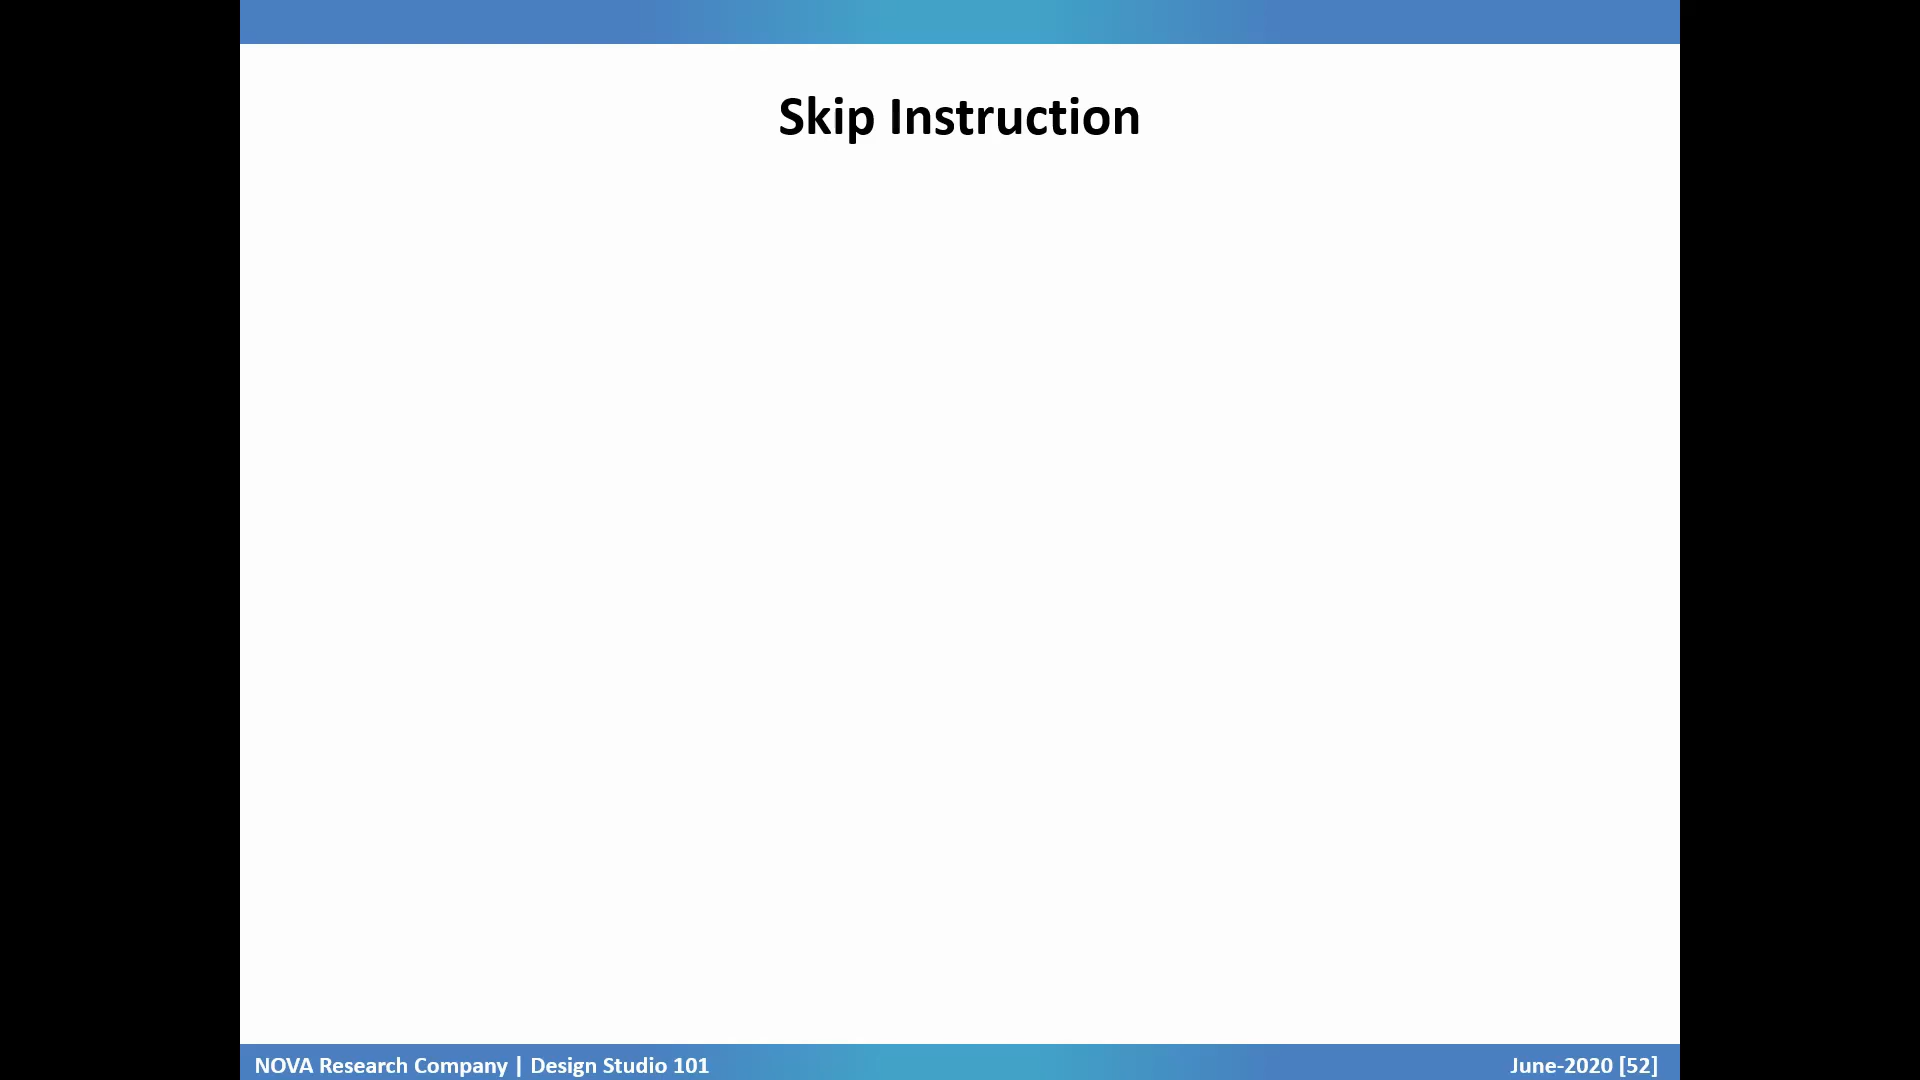 Skip Instruction
NOVA Research Company | Design Studio 101
June-2020 [52]